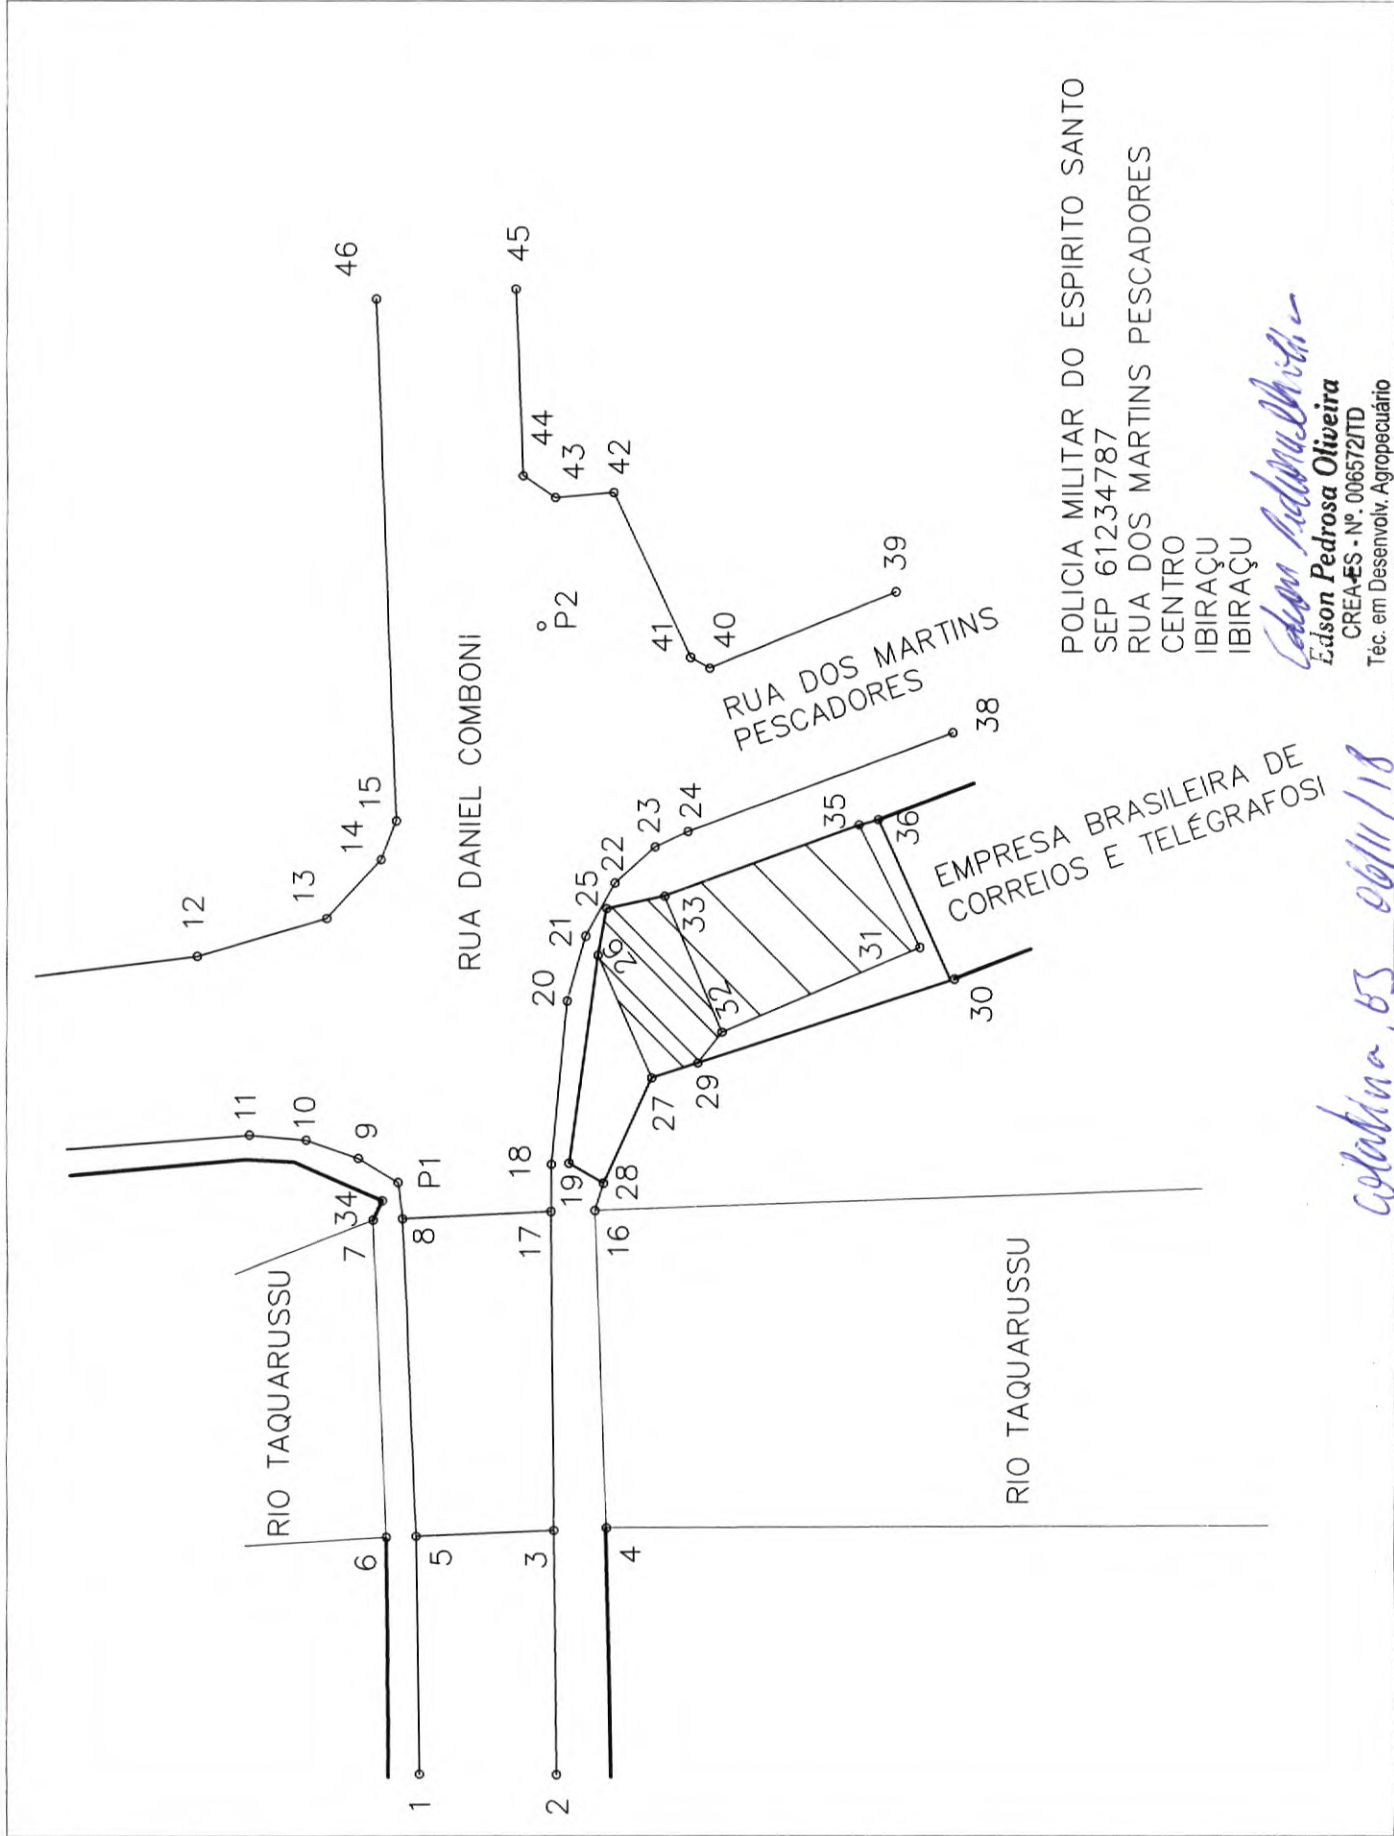 46
45
12
44
13
14
15
43
42
RUA DANIEL COMBONI
P2
11
10
9
20
21
25
22
23
24
41
40
39
RUA DOS MARTINS
PESCADORES
P1
34
7
8
18
19
17
28
16
26
27
29
32
33
31
35
36
38
30
RIO TAQUARUSSU
RIO TAQUARUSSU
6
5
3
4
1
2
EMPRESA BRASILEIRA DE
CORREIOS E TELÉGRAFOSI
POLICIA MILITAR DO ESPIRITO SANTO
SEP 61234787
RUA DOS MARTINS PESCADORES
CENTRO
IBIRAÇU
IBIRAÇU
Edson Pedrosa Oliveira
CREA-ES - Nº. 006572/TD
Téc. em Desenvolv. Agropecuário
Colatina, ES 06/11/18